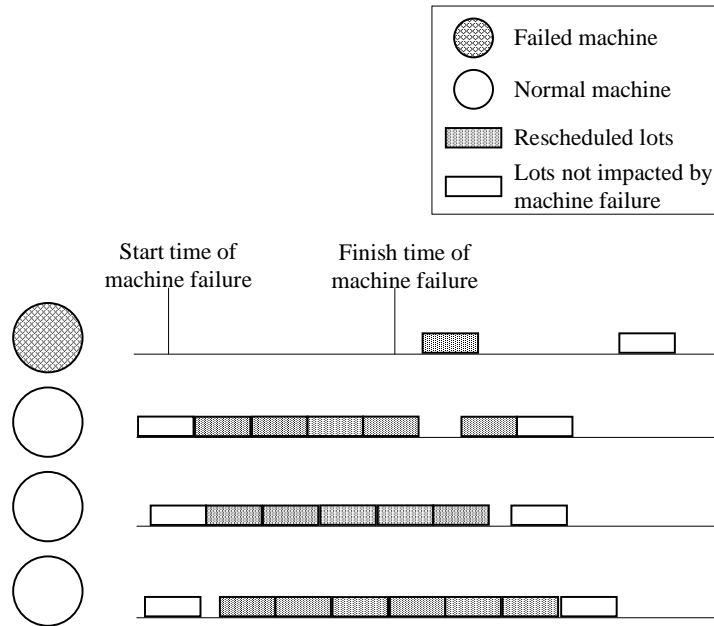 Failed machine
Normal machine
Rescheduled lots
Lots not impacted by
machine failure
Start time of
machine failure
Finish time of
machine failure